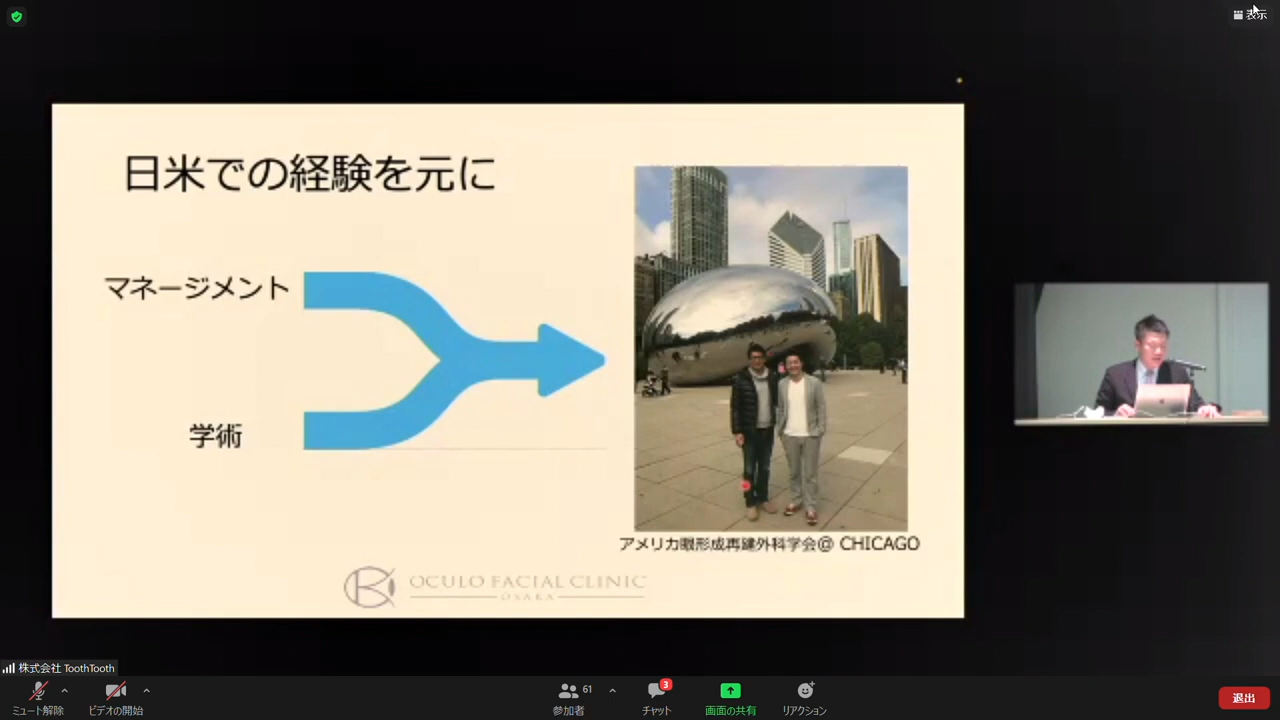 表示
日米での経験を元に
マネージメント
学術
アメリカ眼形成再建外科学会@ CHICAGO
OCULO FACIAL CLINIC
OSAKA
株式会社 ToothTooth
ミュート解除
ビデオの開始
61
参加者
3
チャット
画面の共有
リアクション
退出